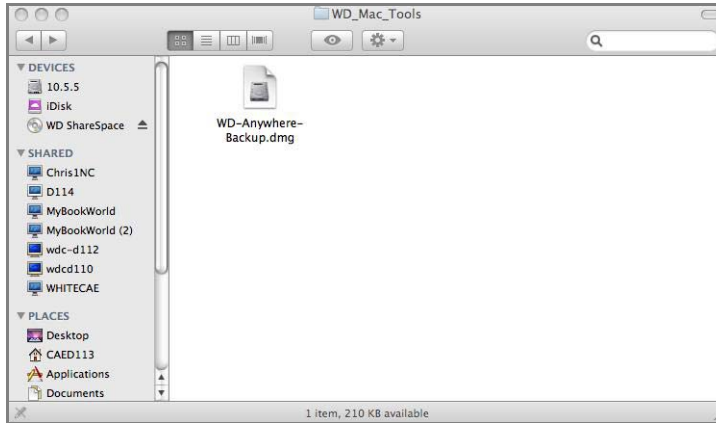 WD_Mac_Tools
DEVICES
10.5.5
iDisk
WD ShareSpace
SHARED
Chris1NC
D114
MyBookWorld
MyBookWorld (2)
wdc-d112
wdcd110
WHITECAE
PLACES
Desktop
CAED113
Applications
Documents
WD-Anywhere-
Backup.dmg
1 item, 210 KB available